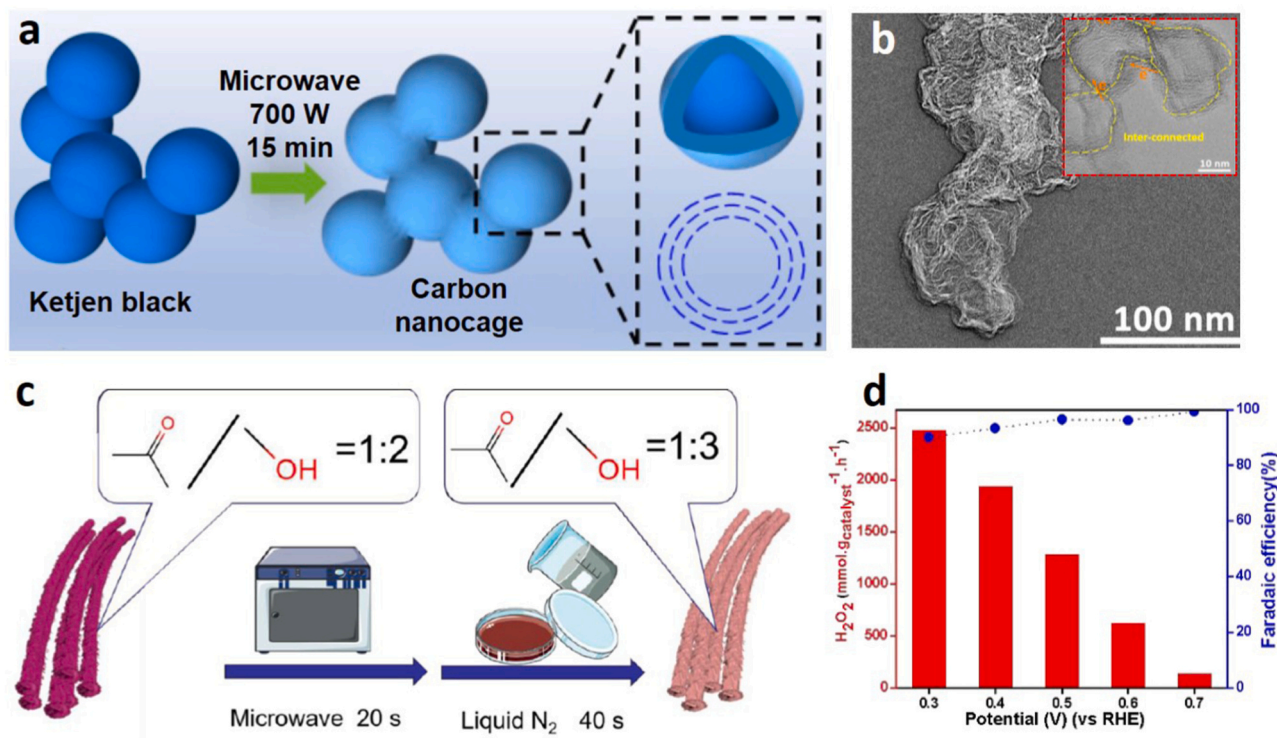 a
Microwave
700 W
15 min
Ketjen black
Carbon
nanocage
b
Inter-connected
10 nm
100 nm
c
O
OH
=1:2
O
OH
=1:3
Microwave 20 s
Liquid N₂ 40 s
d
H₂O₂ (mmol.gcatalyst⁻¹.h⁻¹)
2500
2000
1500
1000
500
0
100
80
60
40
20
0
Faradaic efficiency(%)
0.3 0.4 0.5 0.6 0.7
Potential (V) (vs RHE)